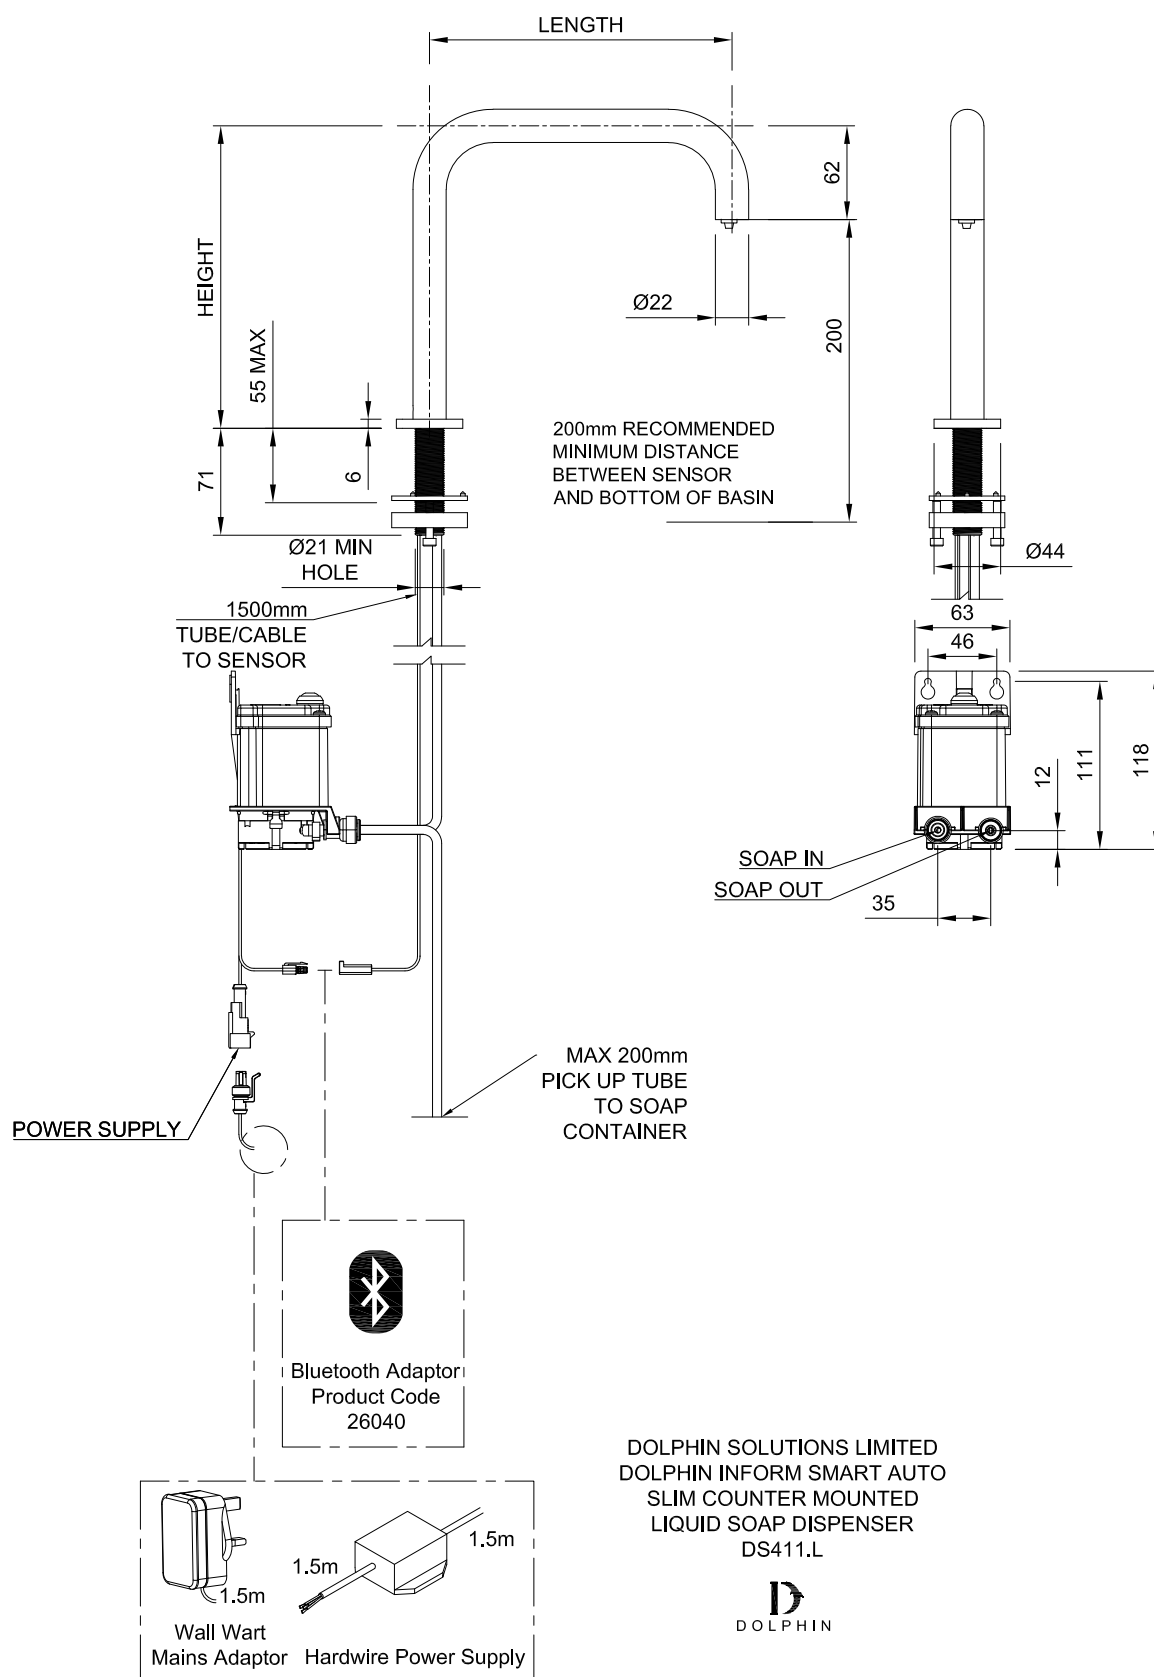 LENGTH
HEIGHT
62
Ø22
200
55 MAX
6
71
200mm RECOMMENDED
MINIMUM DISTANCE
BETWEEN SENSOR
AND BOTTOM OF BASIN
Ø21 MIN
HOLE
Ø44
1500mm
TUBE/CABLE
TO SENSOR
63
46
12
111
118
SOAP IN
SOAP OUT
35
MAX 200mm
PICK UP TUBE
TO SOAP
CONTAINER
POWER SUPPLY
Bluetooth Adaptor
Product Code
26040
DOLPHIN SOLUTIONS LIMITED
DOLPHIN INFORM SMART AUTO
SLIM COUNTER MOUNTED
LIQUID SOAP DISPENSER
DS411.L
DOLPHIN
1.5m
1.5m
1.5m
Wall Wart
Mains Adaptor
Hardwire Power Supply